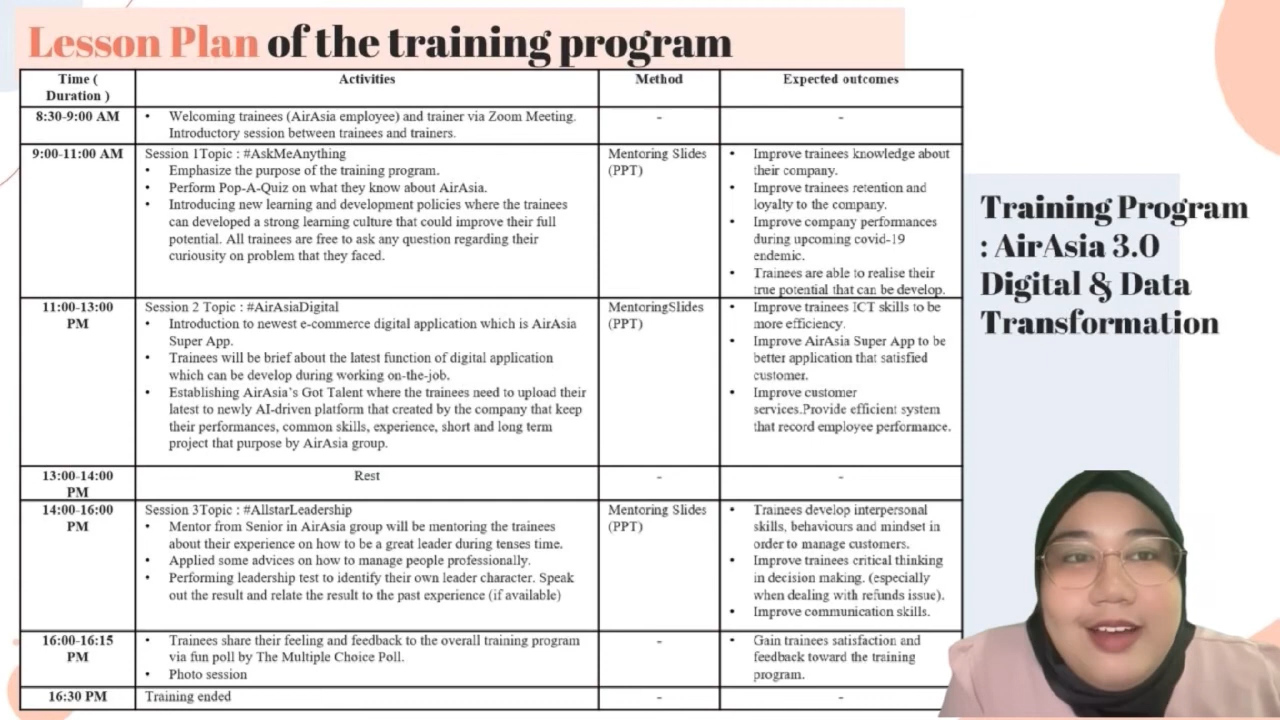 Lesson Plan of the training program
Time (
Duration )
Activities
Method
Expected outcomes
8:30-9:00 AM
• Welcoming trainees (AirAsia employee) and trainer via Zoom Meeting.
Introductory session between trainees and trainers.
-
-
9:00-11:00 AM
Session 1Topic : #AskMeAnything
• Emphasize the purpose of the training program.
• Perform Pop-A-Quiz on what they know about AirAsia.
• Introducing new learning and development policies where the trainees
can developed a strong learning culture that could improve their full
potential. All trainees are free to ask any question regarding their
curiousity on problem that they faced.
Mentoring Slides
(PPT)
• Improve trainees knowledge about
their company.
• Improve trainees retention and
loyalty to the company.
• Improve company performances
during upcoming covid-19
endemic.
• Trainees are able to realise their
true potential that can be develop.
11:00-13:00
PM
Session 2 Topic : #AirAsiaDigital
• Introduction to newest e-commerce digital application which is AirAsia
Super App.
• Trainees will be brief about the latest function of digital application
which can be develop during working on-the-job.
• Establishing AirAsia's Got Talent where the trainees need to upload their
latest to newly AI-driven platform that created by the company that keep
their performances, common skills, experience, short and long term
project that purpose by AirAsia group.
MentoringSlides
(PPT)
• Improve trainees ICT skills to be
more efficiency.
• Improve AirAsia Super App to be
better application that satisfied
customer.
• Improve customer
services.Provide efficient system
that record employee performance.
13:00-14:00
PM
Rest
-
-
14:00-16:00
PM
Session 3Topic : #AllstarLeadership
• Mentor from Senior in AirAsia group will be mentoring the trainees
about their experience on how to be a great leader during tenses time.
• Applied some advices on how to manage people professionally.
• Performing leadership test to identify their own leader character. Speak
out the result and relate the result to the past experience (if available)
Mentoring Slides
(PPT)
• Trainees develop interpersonal
skills, behaviours and mindset in
order to manage customers.
• Improve trainees critical thinking
in decision making. (especially
when dealing with refunds issue).
• Improve communication skills.
16:00-16:15
PM
• Trainees share their feeling and feedback to the overall training program
via fun poll by The Multiple Choice Poll.
• Photo session
-
• Gain trainees satisfaction and
feedback toward the training
program.
16:30 PM
Training ended
-
-
Training Program
: AirAsia 3.0
Digital & Data
Transformation